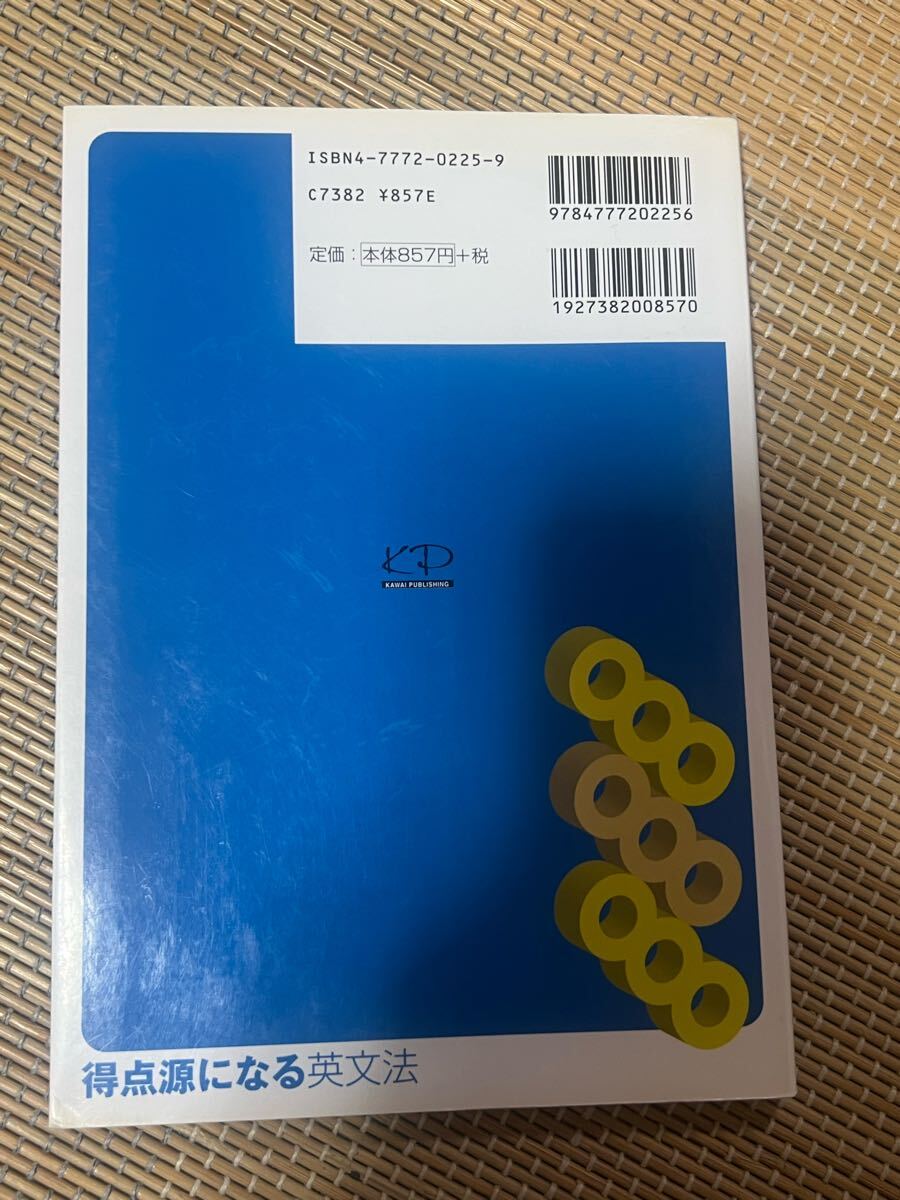 ISBN4-7772-0225-9
C7382 ¥857E
9784777202256
定価：本体857円+税
1927382008570
KP
KAWAI PUBLISHING
得点源になる英文法